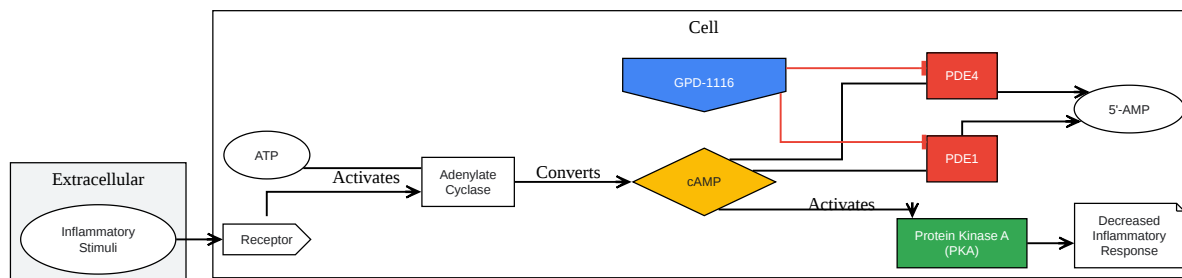 Cell
GPD-1116
PDE4
5'-AMP
ATP
PDE1
Extracellular
Activates
Adenylate
Cyclase
Converts
cAMP
Activates
Inflammatory
Stimuli
Receptor
Protein Kinase A
(PKA)
Decreased
Inflammatory
Response